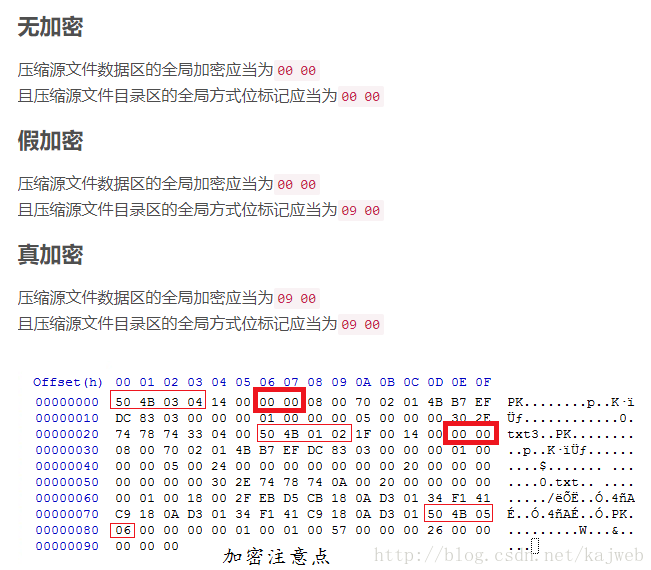 无加密
压缩源文件数据区的全局加密应当为00 00
且压缩源文件目录区的全局方式位标记应当为00 00
假加密
压缩源文件数据区的全局加密应当为00 00
且压缩源文件目录区的全局方式位标记应当为09 00
真加密
压缩源文件数据区的全局加密应当为09 00
且压缩源文件目录区的全局方式位标记应当为09 00
Offset(h) 00 01 02 03 04 05 06 07 08 09 0A 0B 0C 0D 0E 0F
00000000 50 4B 03 04 14 00 00 00 08 00 70 02 01 4B B7 EF PK........p..K·ï
00000010 DC 83 03 00 00 00 01 00 00 00 05 00 00 00 30 2E Üƒ............0.
00000020 74 78 74 33 04 00 50 4B 01 02 1F 00 14 00 00 00 txt3..PK........
00000030 08 00 70 02 01 4B B7 EF DC 83 03 00 00 00 01 00 ..p..K·ïÜƒ......
00000040 00 00 05 00 24 00 00 00 00 00 00 00 20 00 00 00 ....$....... ...
00000050 00 00 00 00 30 2E 74 78 74 0A 00 20 00 00 00 00 ....0.txt.. ....
00000060 00 01 00 18 00 2F EB D5 CB 18 0A D3 01 34 F1 41 ...../ëÕË..Ó.4ñA
00000070 C9 18 0A D3 01 34 F1 41 C9 18 0A D3 01 50 4B 05 É..Ó.4ñAÉ..Ó.PK.
00000080 06 00 00 00 00 01 00 01 00 57 00 00 00 26 00 00 .........W...&..
00000090 00 00 00 ...
加密注意点
http://blog.csdn.net/kajweb